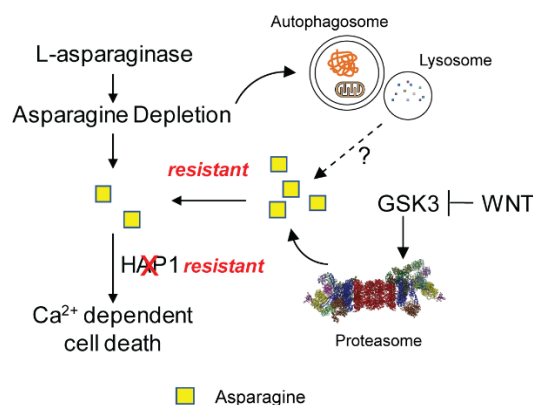 Autophagosome
L-asparaginase
Lysosome
Asparagine Depletion
?
resistant
GSK3
WNT
HAP1 resistant
Ca²⁺ dependent
cell death
Proteasome
Asparagine